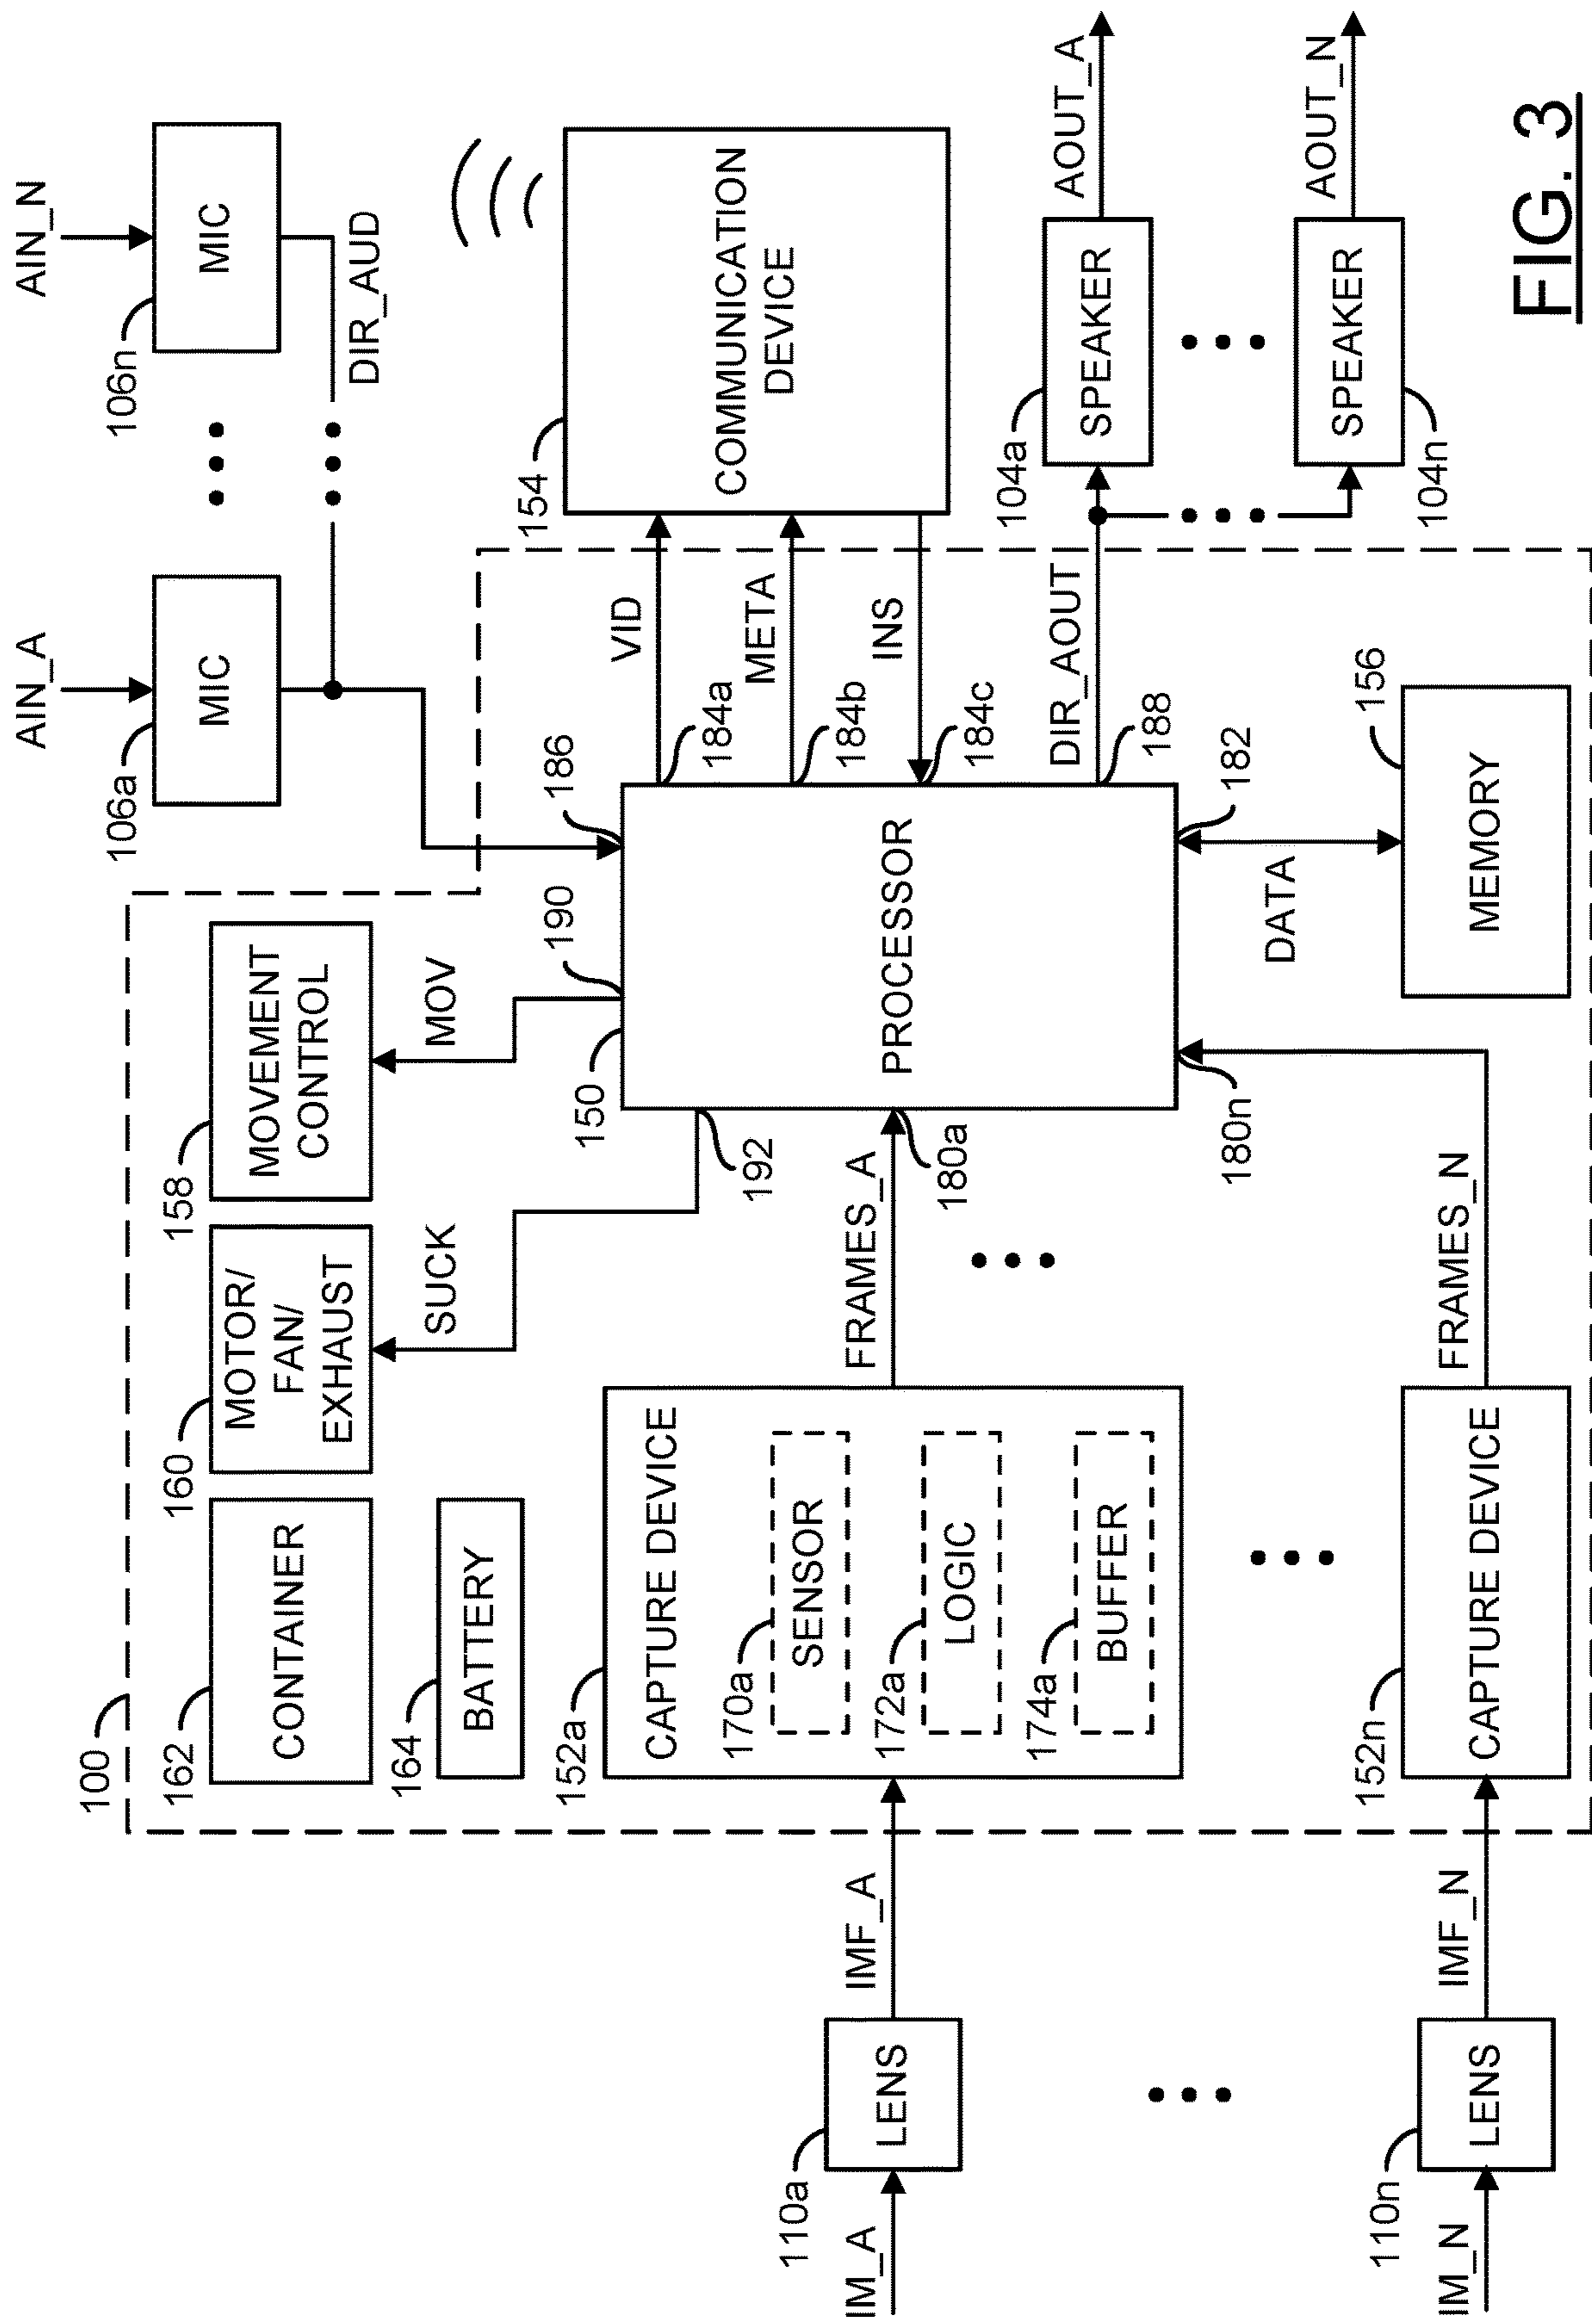 AIN_A
AIN_N
106a
MIC
106n
MIC
DIR_AUD
100
162
CONTAINER
160
MOTOR/
FAN/
EXHAUST
158
MOVEMENT
CONTROL
164
BATTERY
SUCK
MOV
154
COMMUNICATION
DEVICE
152a
CAPTURE DEVICE
170a
SENSOR
172a
LOGIC
174a
BUFFER
192
150
190
186
PROCESSOR
VID
184a
META
184b
INS
184c
DIR_AOUT
188
IM_A
110a
LENS
IMF_A
FRAMES_A
180a
180n
182
DATA
156
MEMORY
104a
SPEAKER
AOUT_A
104n
SPEAKER
AOUT_N
IM_N
110n
LENS
IMF_N
152n
CAPTURE DEVICE
FRAMES_N
FIG. 3